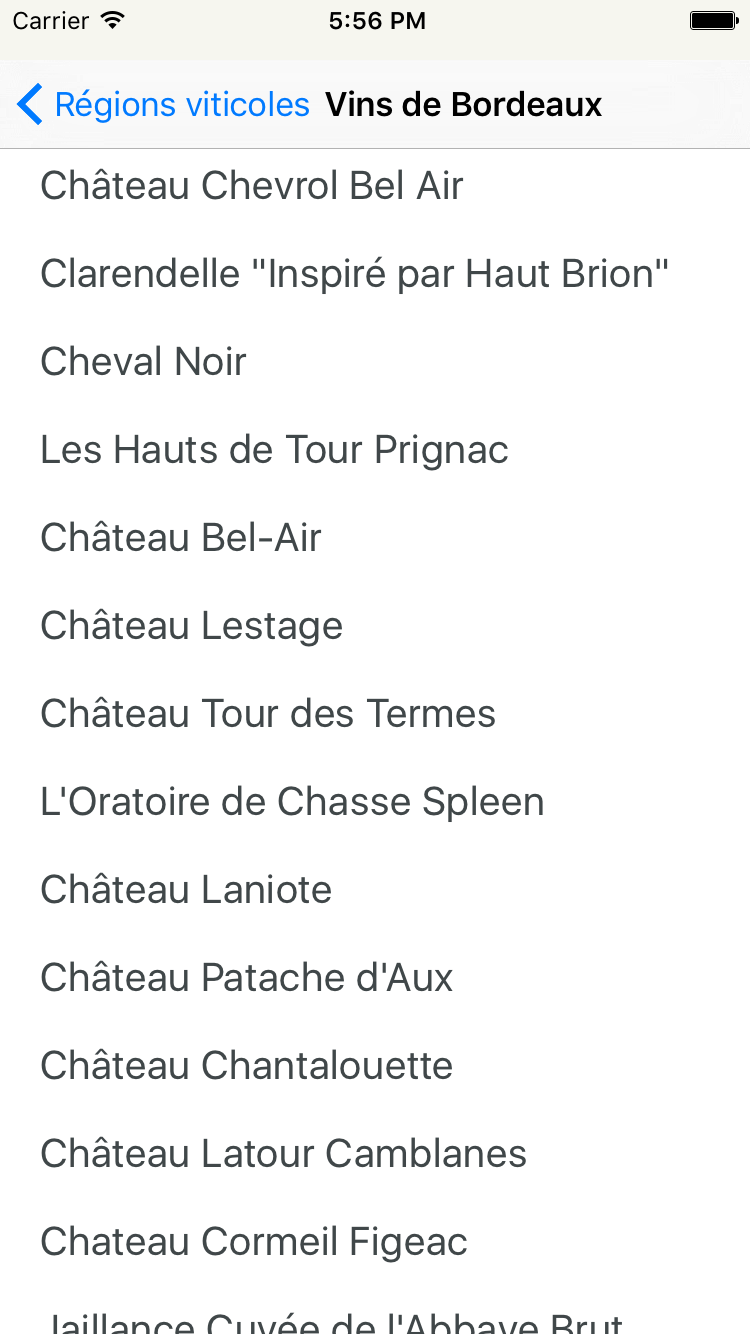 Carrier 5:56 PM
Régions viticoles Vins de Bordeaux
Château Chevrol Bel Air
Clarendelle "Inspiré par Haut Brion"
Cheval Noir
Les Hauts de Tour Prignac
Château Bel-Air
Château Lestage
Château Tour des Termes
L'Oratoire de Chasse Spleen
Château Laniote
Château Patache d'Aux
Château Chantalouette
Château Latour Camblanes
Chateau Cormeil Figeac
Jaillance Cuvée de l'Abbaye Brut